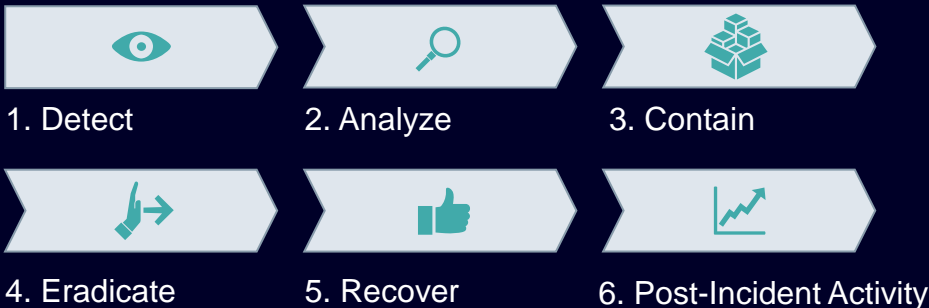 1. Detect
2. Analyze
3. Contain
4. Eradicate
5. Recover
6. Post-Incident Activity